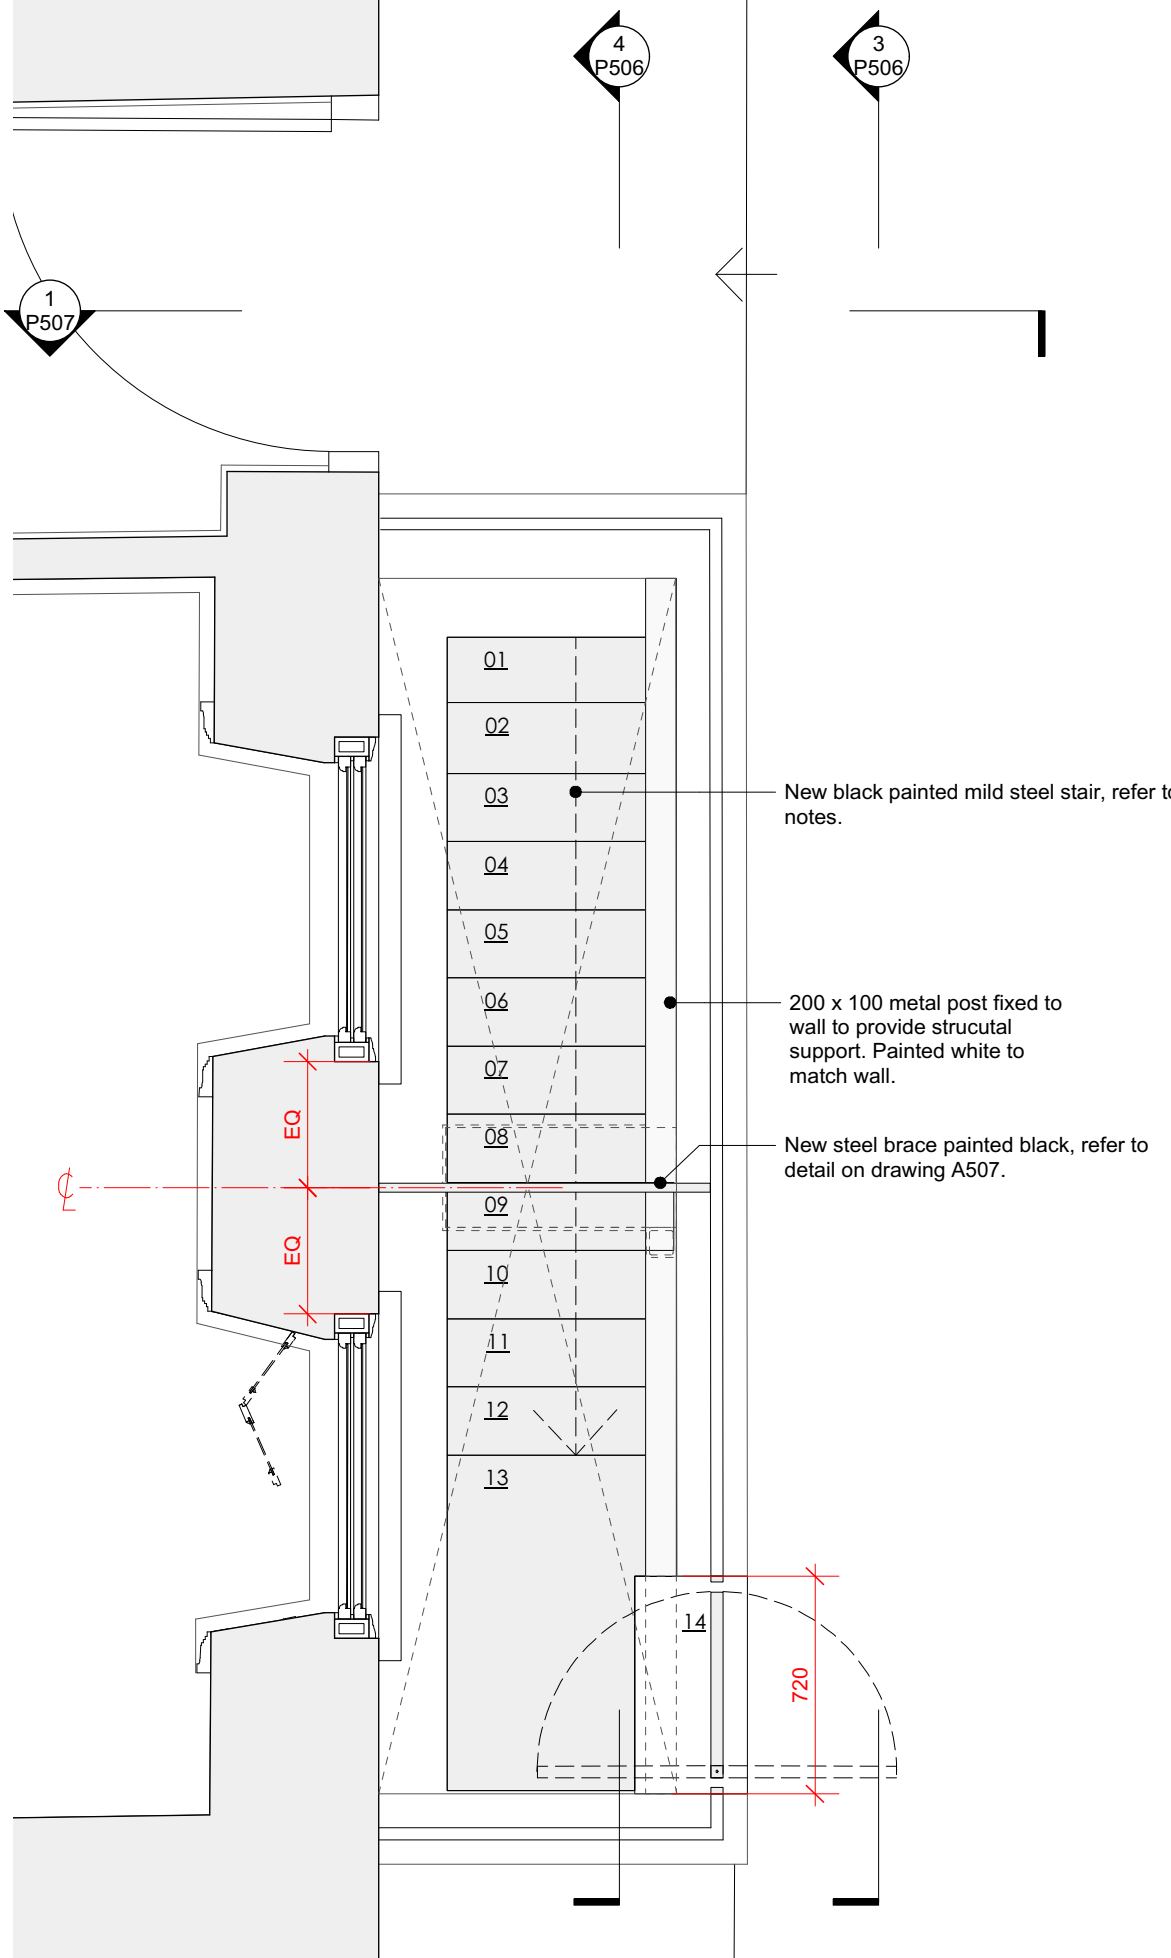 4
P506
3
P506
1
P507
01
02
03
New black painted mild steel stair, refer to
notes.
04
05
06
200 x 100 metal post fixed to
wall to provide strucutal
support. Painted white to
match wall.
07
EQ
08
New steel brace painted black, refer to
detail on drawing A507.
℄
09
EQ
10
11
12
13
14
720